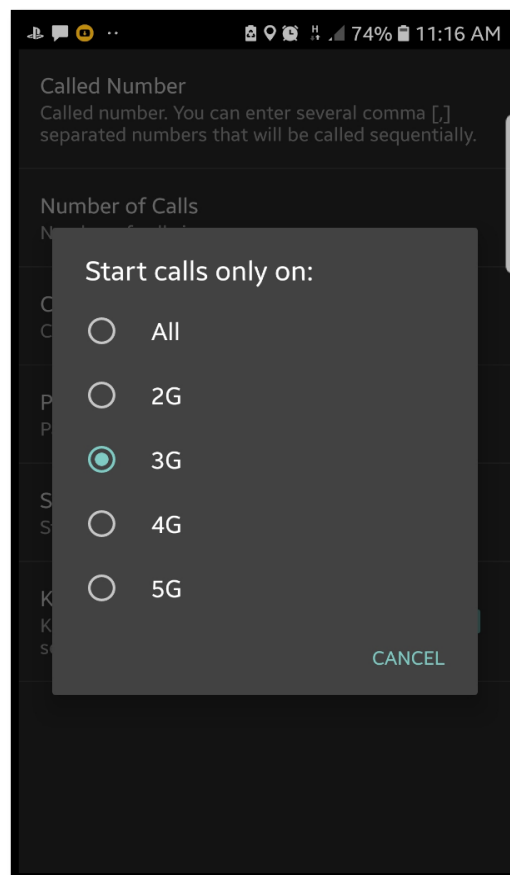 74% 11:16 AM
Called Number
Called number. You can enter several comma [,]
separated numbers that will be called sequentially.
Number of Calls
Start calls only on:
All
2G
3G
4G
5G
CANCEL